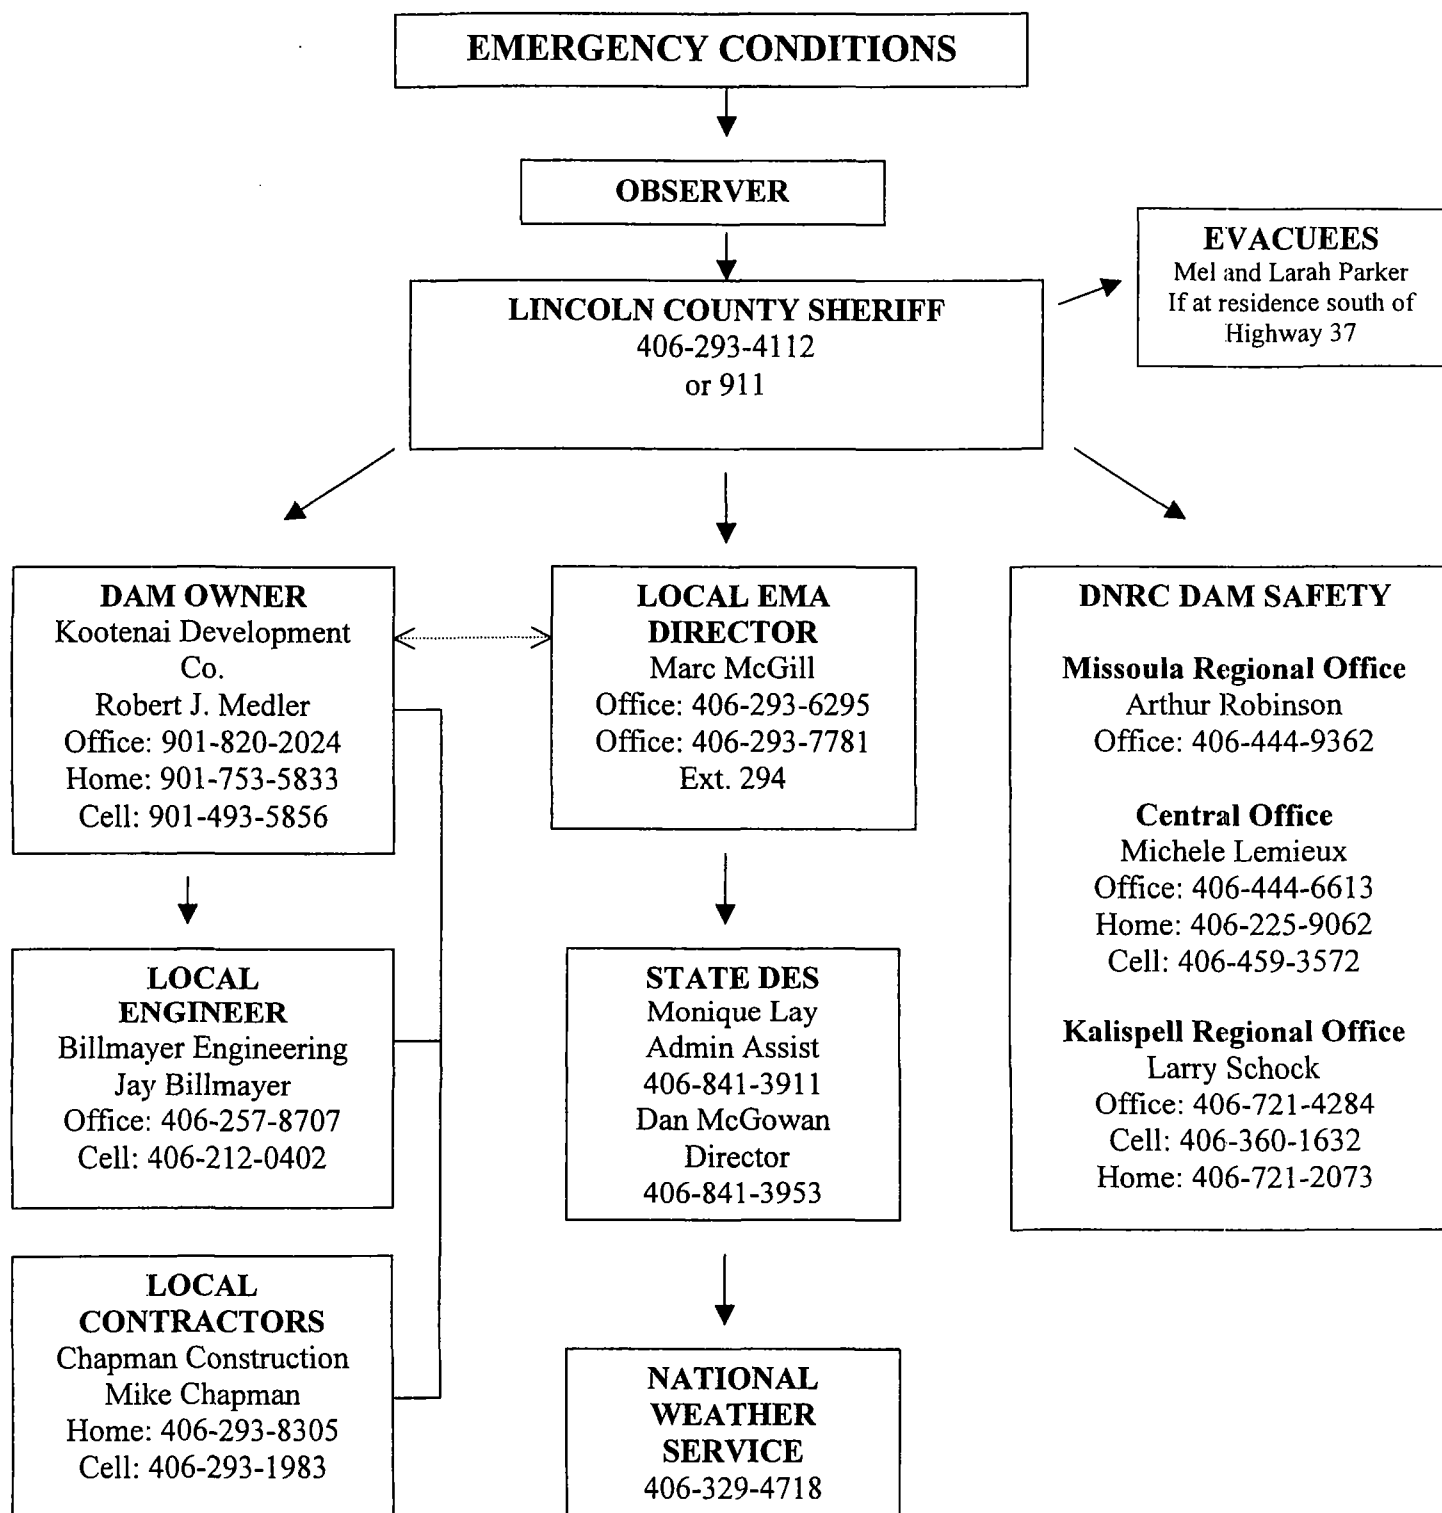 EMERGENCY CONDITIONS
OBSERVER
EVACUEES
Mel and Larah Parker
If at residence south of
Highway 37
LINCOLN COUNTY SHERIFF
406-293-4112
or 911
DAM OWNER
Kootenai Development
Co.
Robert J. Medler
Office: 901-820-2024
Home: 901-753-5833
Cell: 901-493-5856
LOCAL EMA
DIRECTOR
Marc McGill
Office: 406-293-6295
Office: 406-293-7781
Ext. 294
DNRC DAM SAFETY
Missoula Regional Office
Arthur Robinson
Office: 406-444-9362
Central Office
Michele Lemieux
Office: 406-444-6613
Home: 406-225-9062
Cell: 406-459-3572
Kalispell Regional Office
Larry Schock
Office: 406-721-4284
Cell: 406-360-1632
Home: 406-721-2073
LOCAL
ENGINEER
Billmayer Engineering
Jay Billmayer
Office: 406-257-8707
Cell: 406-212-0402
STATE DES
Monique Lay
Admin Assist
406-841-3911
Dan McGowan
Director
406-841-3953
LOCAL
CONTRACTORS
Chapman Construction
Mike Chapman
Home: 406-293-8305
Cell: 406-293-1983
NATIONAL
WEATHER
SERVICE
406-329-4718